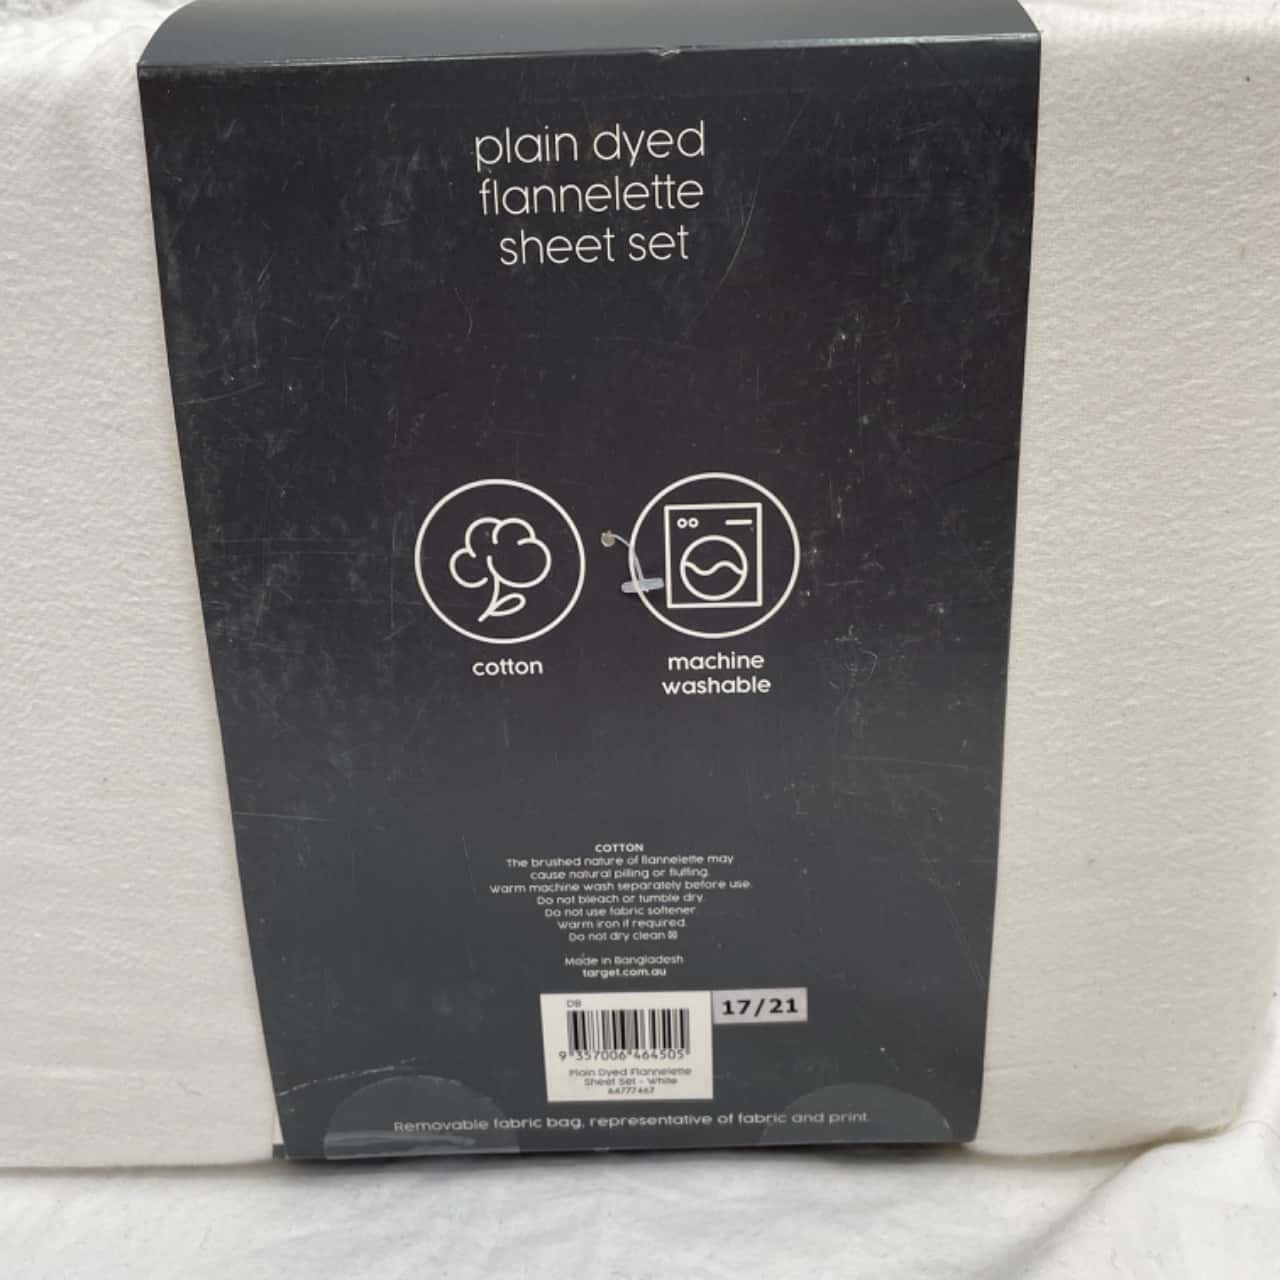 plain dyed
flannelette
sheet set
cotton
machine
washable
COTTON
The brushed nature of flannelette may
cause natural pilling or fluffing.
Warm machine wash separately before use.
Do not bleach or tumble dry.
Do not use fabric softener.
Warm iron if required.
Do not dry clean
Made in Bangladesh
target.com.au
DB
17/21
9 357006 464505
Plain Dyed Flannelette
Sheet Set - White
64777467
Removable fabric bag, representative of fabric and print.